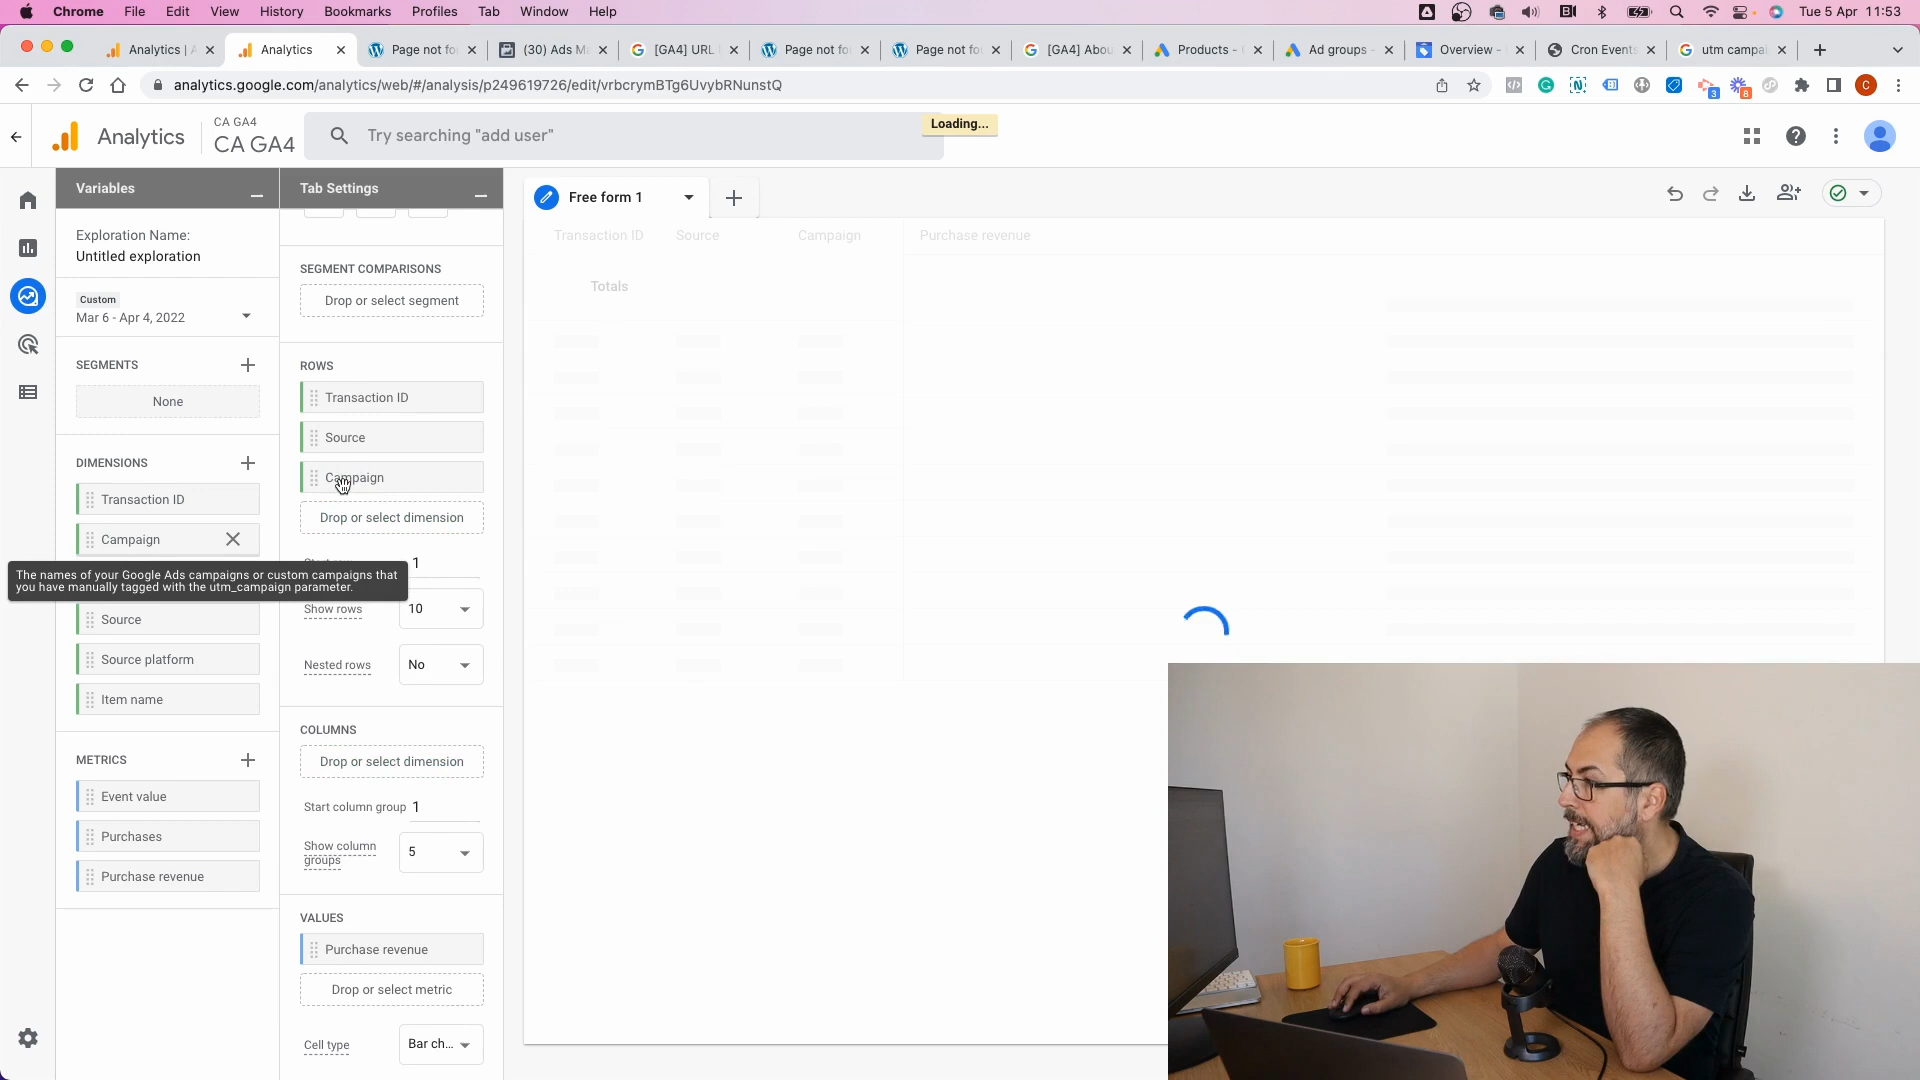 Chrome File Edit View History Bookmarks Profiles Tab Window Help Tue 5 Apr 11:53
Analytics | A Analytics Page not fo (30) Ads M [GA4] URL Page not fo Page not fo [GA4] Abou Products - Ad groups - Overview - Cron Events utm campai
analytics.google.com/analytics/web/#/analysis/p249619726/edit/vrbcrymBTg6UvybRNunstQ
3 8 C
Analytics
CA GA4
CA GA4
Try searching "add user"
Loading...
Variables
Exploration Name:
Untitled exploration
Custom
Mar 6 - Apr 4, 2022
SEGMENTS
None
DIMENSIONS
Transaction ID
Campaign
The names of your Google Ads campaigns or custom campaigns that
you have manually tagged with the utm_campaign parameter.
Source
Source platform
Item name
METRICS
Event value
Purchases
Purchase revenue
Tab Settings
SEGMENT COMPARISONS
Drop or select segment
ROWS
Transaction ID
Source
Campaign
Drop or select dimension
1
Show rows 10
Nested rows No
COLUMNS
Drop or select dimension
Start column group 1
Show column
groups
5
VALUES
Purchase revenue
Drop or select metric
Cell type Bar ch...
Free form 1
Transaction ID Source Campaign Purchase revenue
Totals